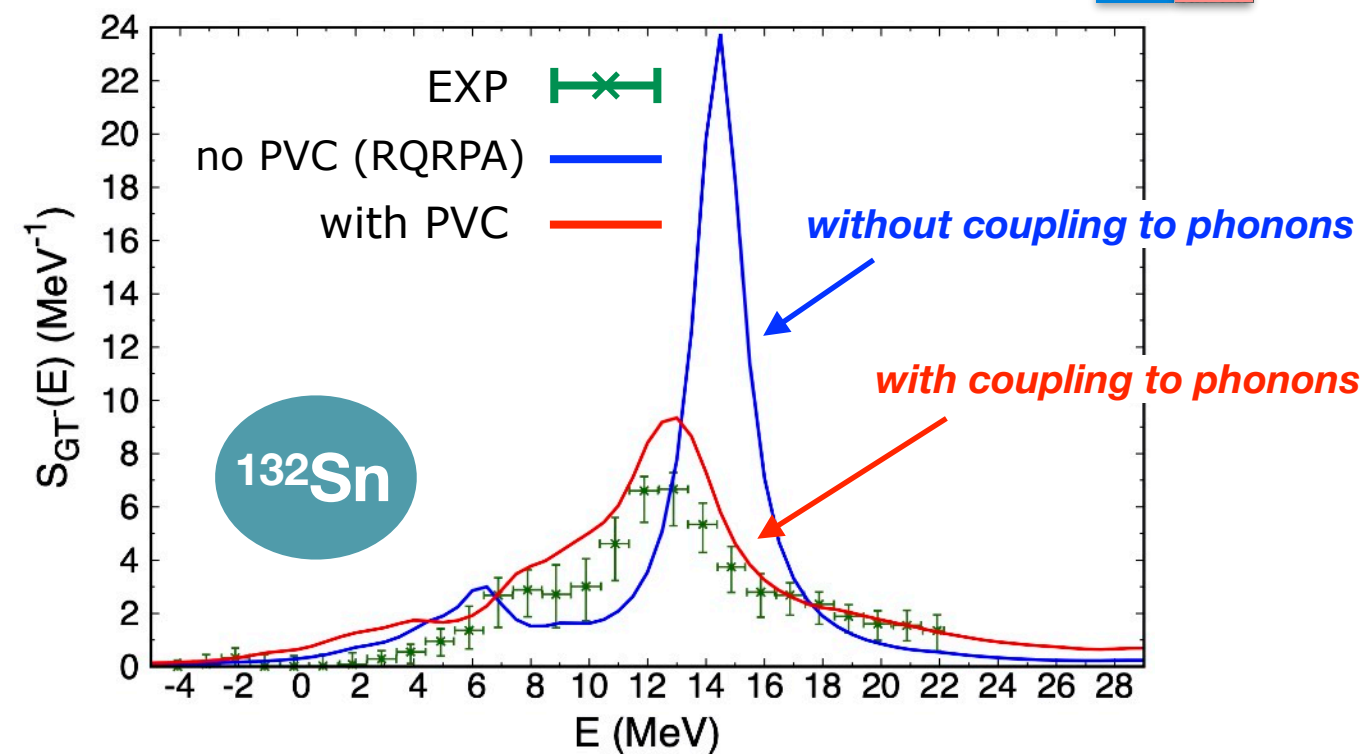 24
22
20
18
16
14
12
10
8
6
4
2
0
S_GT-(E) (MeV⁻¹)
EXP
no PVC (RQRPA)
with PVC
without coupling to phonons
with coupling to phonons
¹³²Sn
-4 -2 0 2 4 6 8 10 12 14 16 18 20 22 24 26 28
E (MeV)